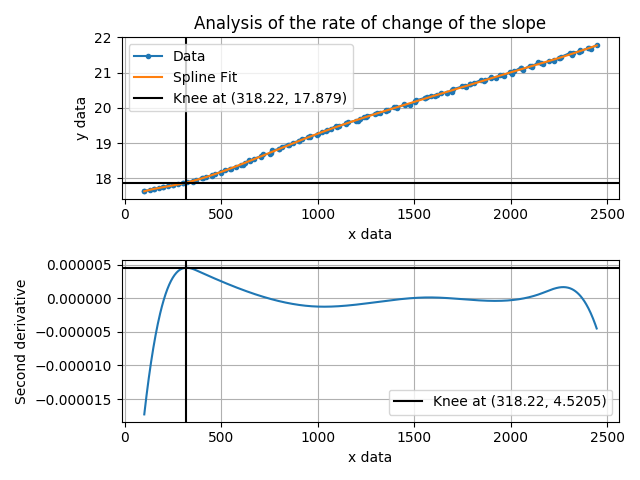 Analysis of the rate of change of the slope
22
21
20
19
18
y data
Data
Spline Fit
Knee at (318.22, 17.879)
0
500
1000
1500
2000
2500
x data
0.000005
0.000000
−0.000005
−0.000010
−0.000015
Second derivative
Knee at (318.22, 4.5205)
0
500
1000
1500
2000
2500
x data